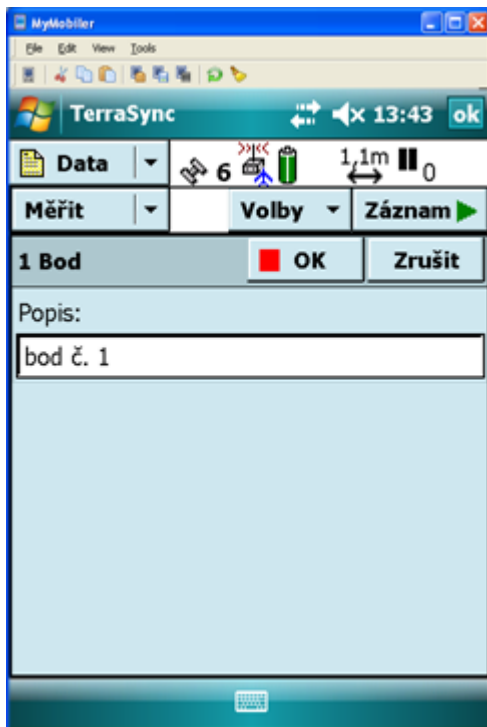 MyMobiler
File Edit View Tools
TerraSync 13:43 ok
Data 6 1,1m 0
Měřit Volby Záznam
1 Bod OK Zrušit
Popis:
bod č. 1